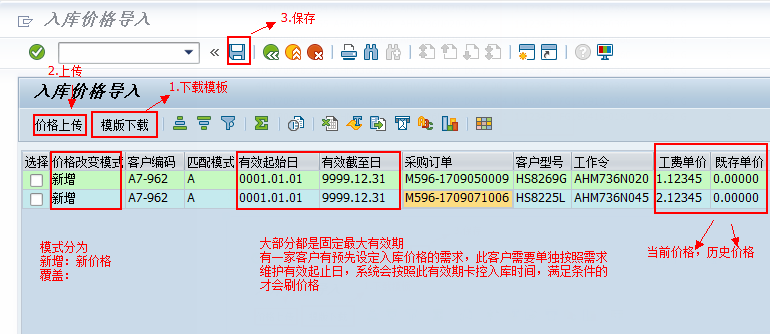 入库价格导入
3.保存
2.上传
入库价格导入
1.下载模板
价格上传 模版下载
选择 价格改变模式 客户编码 匹配模式 有效起始日 有效截至日 采购订单 客户型号 工作令 工费单价 既存单价
新增 A7-962 A 0001.01.01 9999.12.31 M596-1709050009 HS8269G AHM736N020 1.12345 0.00000
新增 A7-962 A 0001.01.01 9999.12.31 M596-1709071006 HS8225L AHM736N045 2.12345 0.00000
模式分为
新增：新价格
覆盖：
大部分都是固定最大有效期
有一家客户有预先设定入库价格的需求，此客户需要单独按照需求
维护有效起止日，系统会按照此有效期卡控入库时间，满足条件的
才会刷价格
当前价格，历史价格